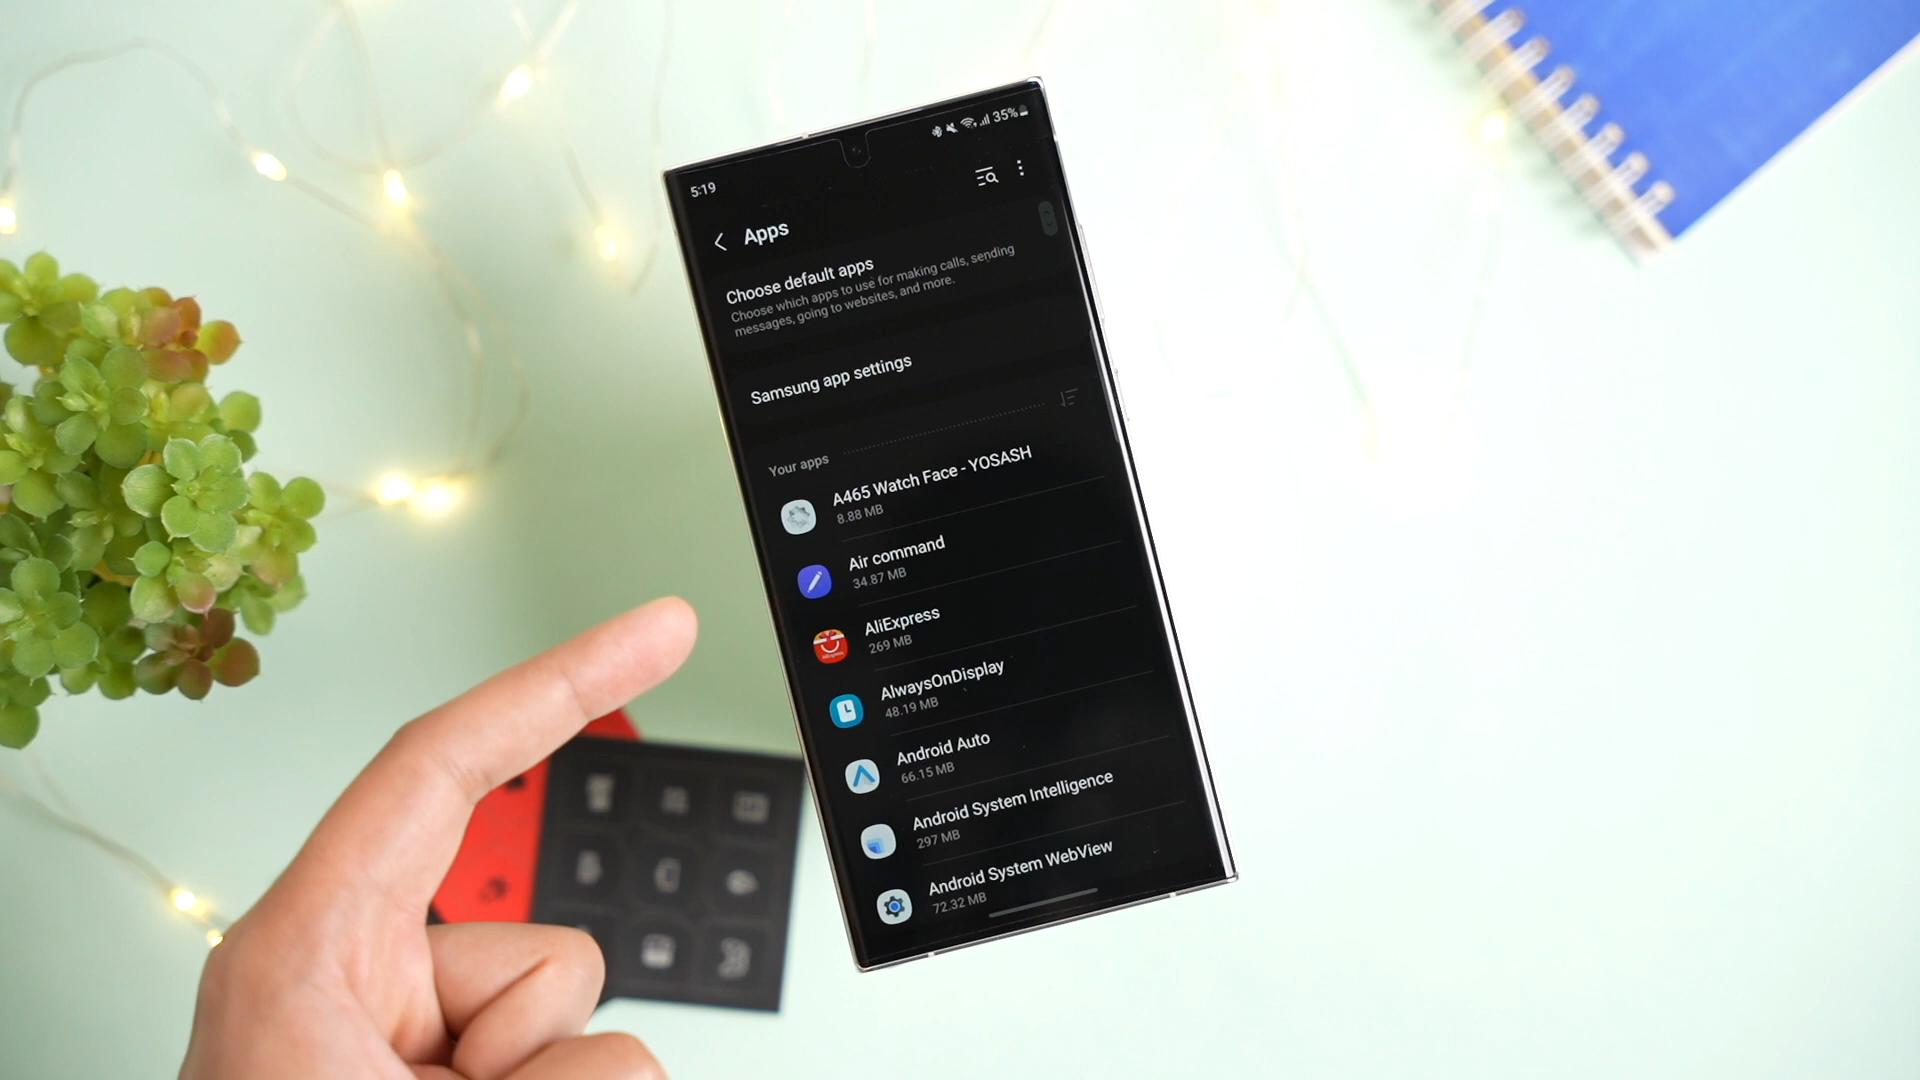 5:19
35%
Apps
Choose default apps
Choose which apps to use for making calls, sending
messages, going to websites, and more.
Samsung app settings
Your apps
A465 Watch Face - YOSASH
8.88 MB
Air command
34.87 MB
AliExpress
269 MB
AlwaysOnDisplay
48.19 MB
Android Auto
66.15 MB
Android System Intelligence
297 MB
Android System WebView
72.32 MB